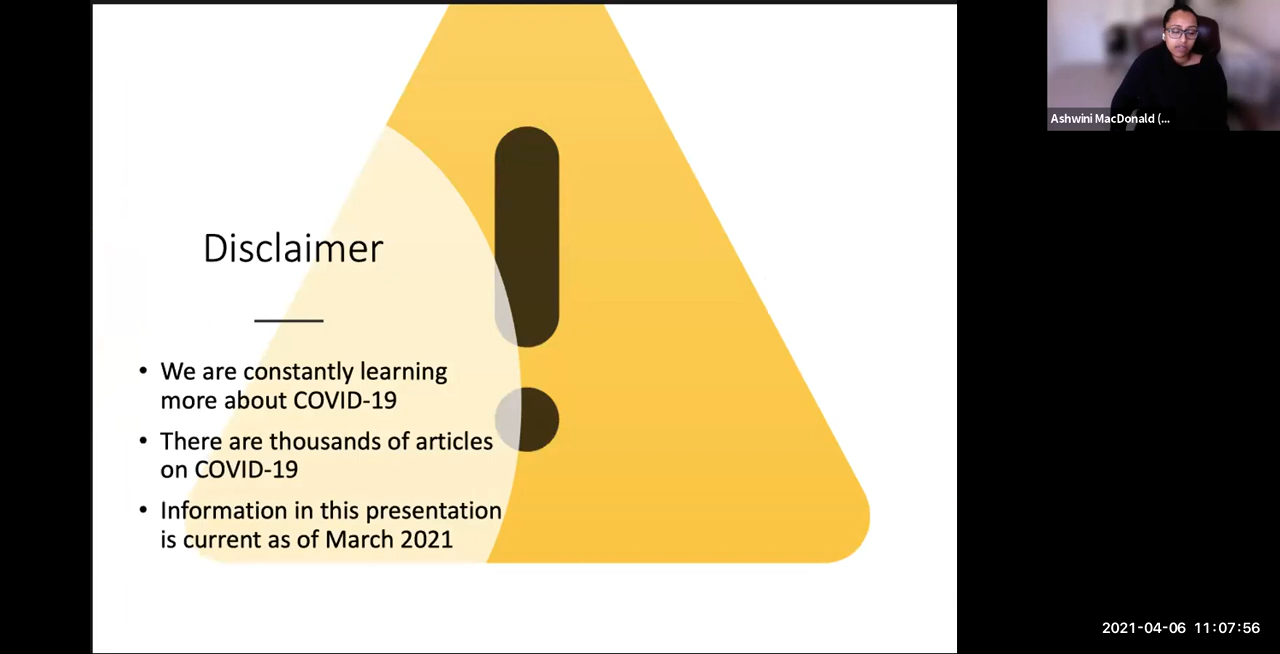 Disclaimer
• We are constantly learning
more about COVID-19
• There are thousands of articles
on COVID-19
• Information in this presentation
is current as of March 2021
Ashwini MacDonald (...
2021-04-06 11:07:56